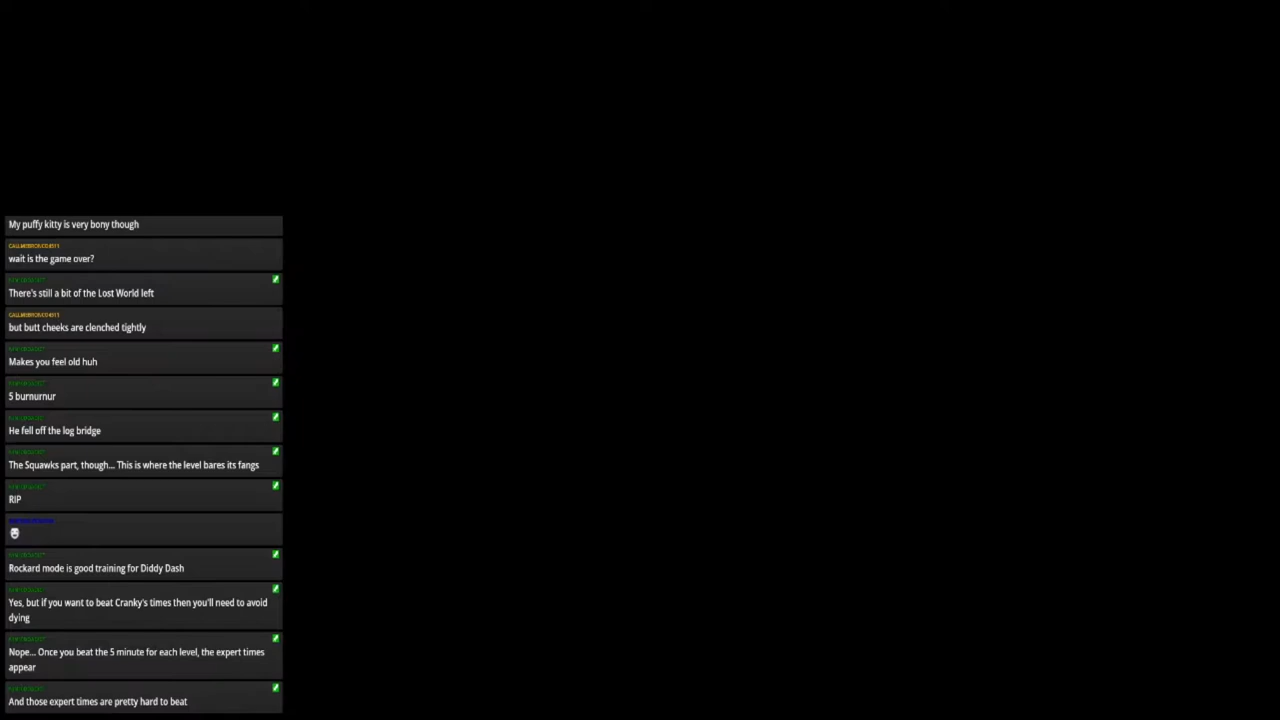 My puffy kitty is very bony though
wait is the game over?
There's still a bit of the Lost World left
but butt cheeks are clenched tightly
Makes you feel old huh
5 burnurnur
He fell off the log bridge
The Squawks part, though... This is where the level bares its fangs
RIP
Rockard mode is good training for Diddy Dash
Yes, but if you want to beat Cranky's times then you'll need to avoid
dying
Nope... Once you beat the 5 minute for each level, the expert times
appear
And those expert times are pretty hard to beat